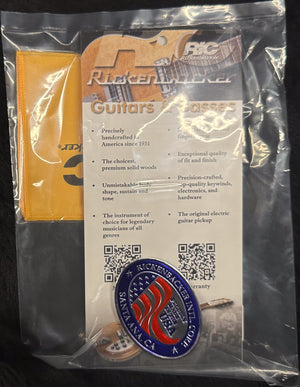 RIC
RICKENBACKER
Guitars
Basses
• Precisely
handcrafted in
America since 1931
• The choicest,
premium solid woods
• Unmistakable
shape, sustain and
tone
• The instrument of
choice for legendary
musicians of all
genres
• Exceptional quality
of fit and finish
• Precision-crafted,
top-quality keywinds,
electronics, and
hardware
• The original electric
guitar pickup
RICKENBACKER INTL. CORP.
SANTA ANA, CA